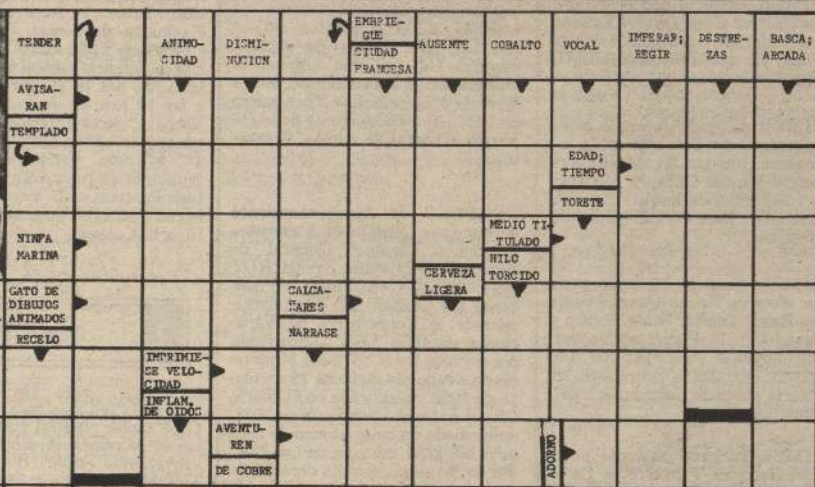 TENDER
ANIMO-
SIDAD
DISMI-
NUCION
EMBRIE-
GUE
CIUDAD
FRANCESA
AUSENTE
COBALTO
VOCAL
IMPERAR;
REGIR
DESTRE-
ZAS
BASCA;
ARCADA
AVISA-
RAN
TEMPLADO
EDAD;
TIEMPO
TORETE
NINFA
MARINA
MEDIO TI-
TULADO
HILO
TORCIDO
CERVEZA
LIGERA
GATO DE
DIBUJOS
ANIMADOS
RECELO
CALCA-
ÑARES
NARRASE
IMPRIMIE-
SE VELO-
CIDAD
INFLAM.
DE OIDOS
AVENTU-
REN
DE COBRE
ADORNO